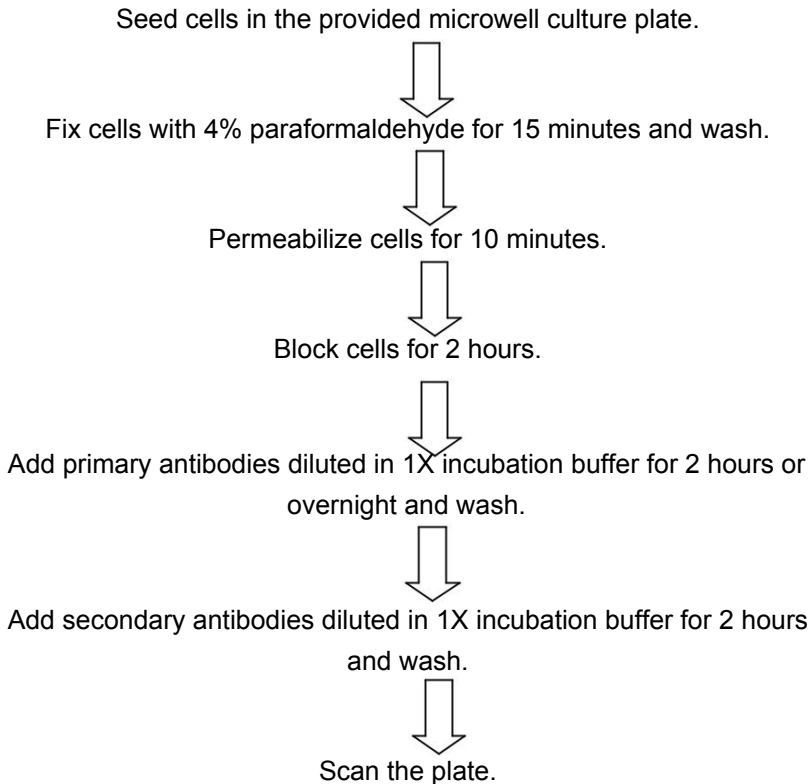 Seed cells in the provided microwell culture plate.
Fix cells with 4% paraformaldehyde for 15 minutes and wash.
Permeabilize cells for 10 minutes.
Block cells for 2 hours.
Add primary antibodies diluted in 1X incubation buffer for 2 hours or
overnight and wash.
Add secondary antibodies diluted in 1X incubation buffer for 2 hours
and wash.
Scan the plate.